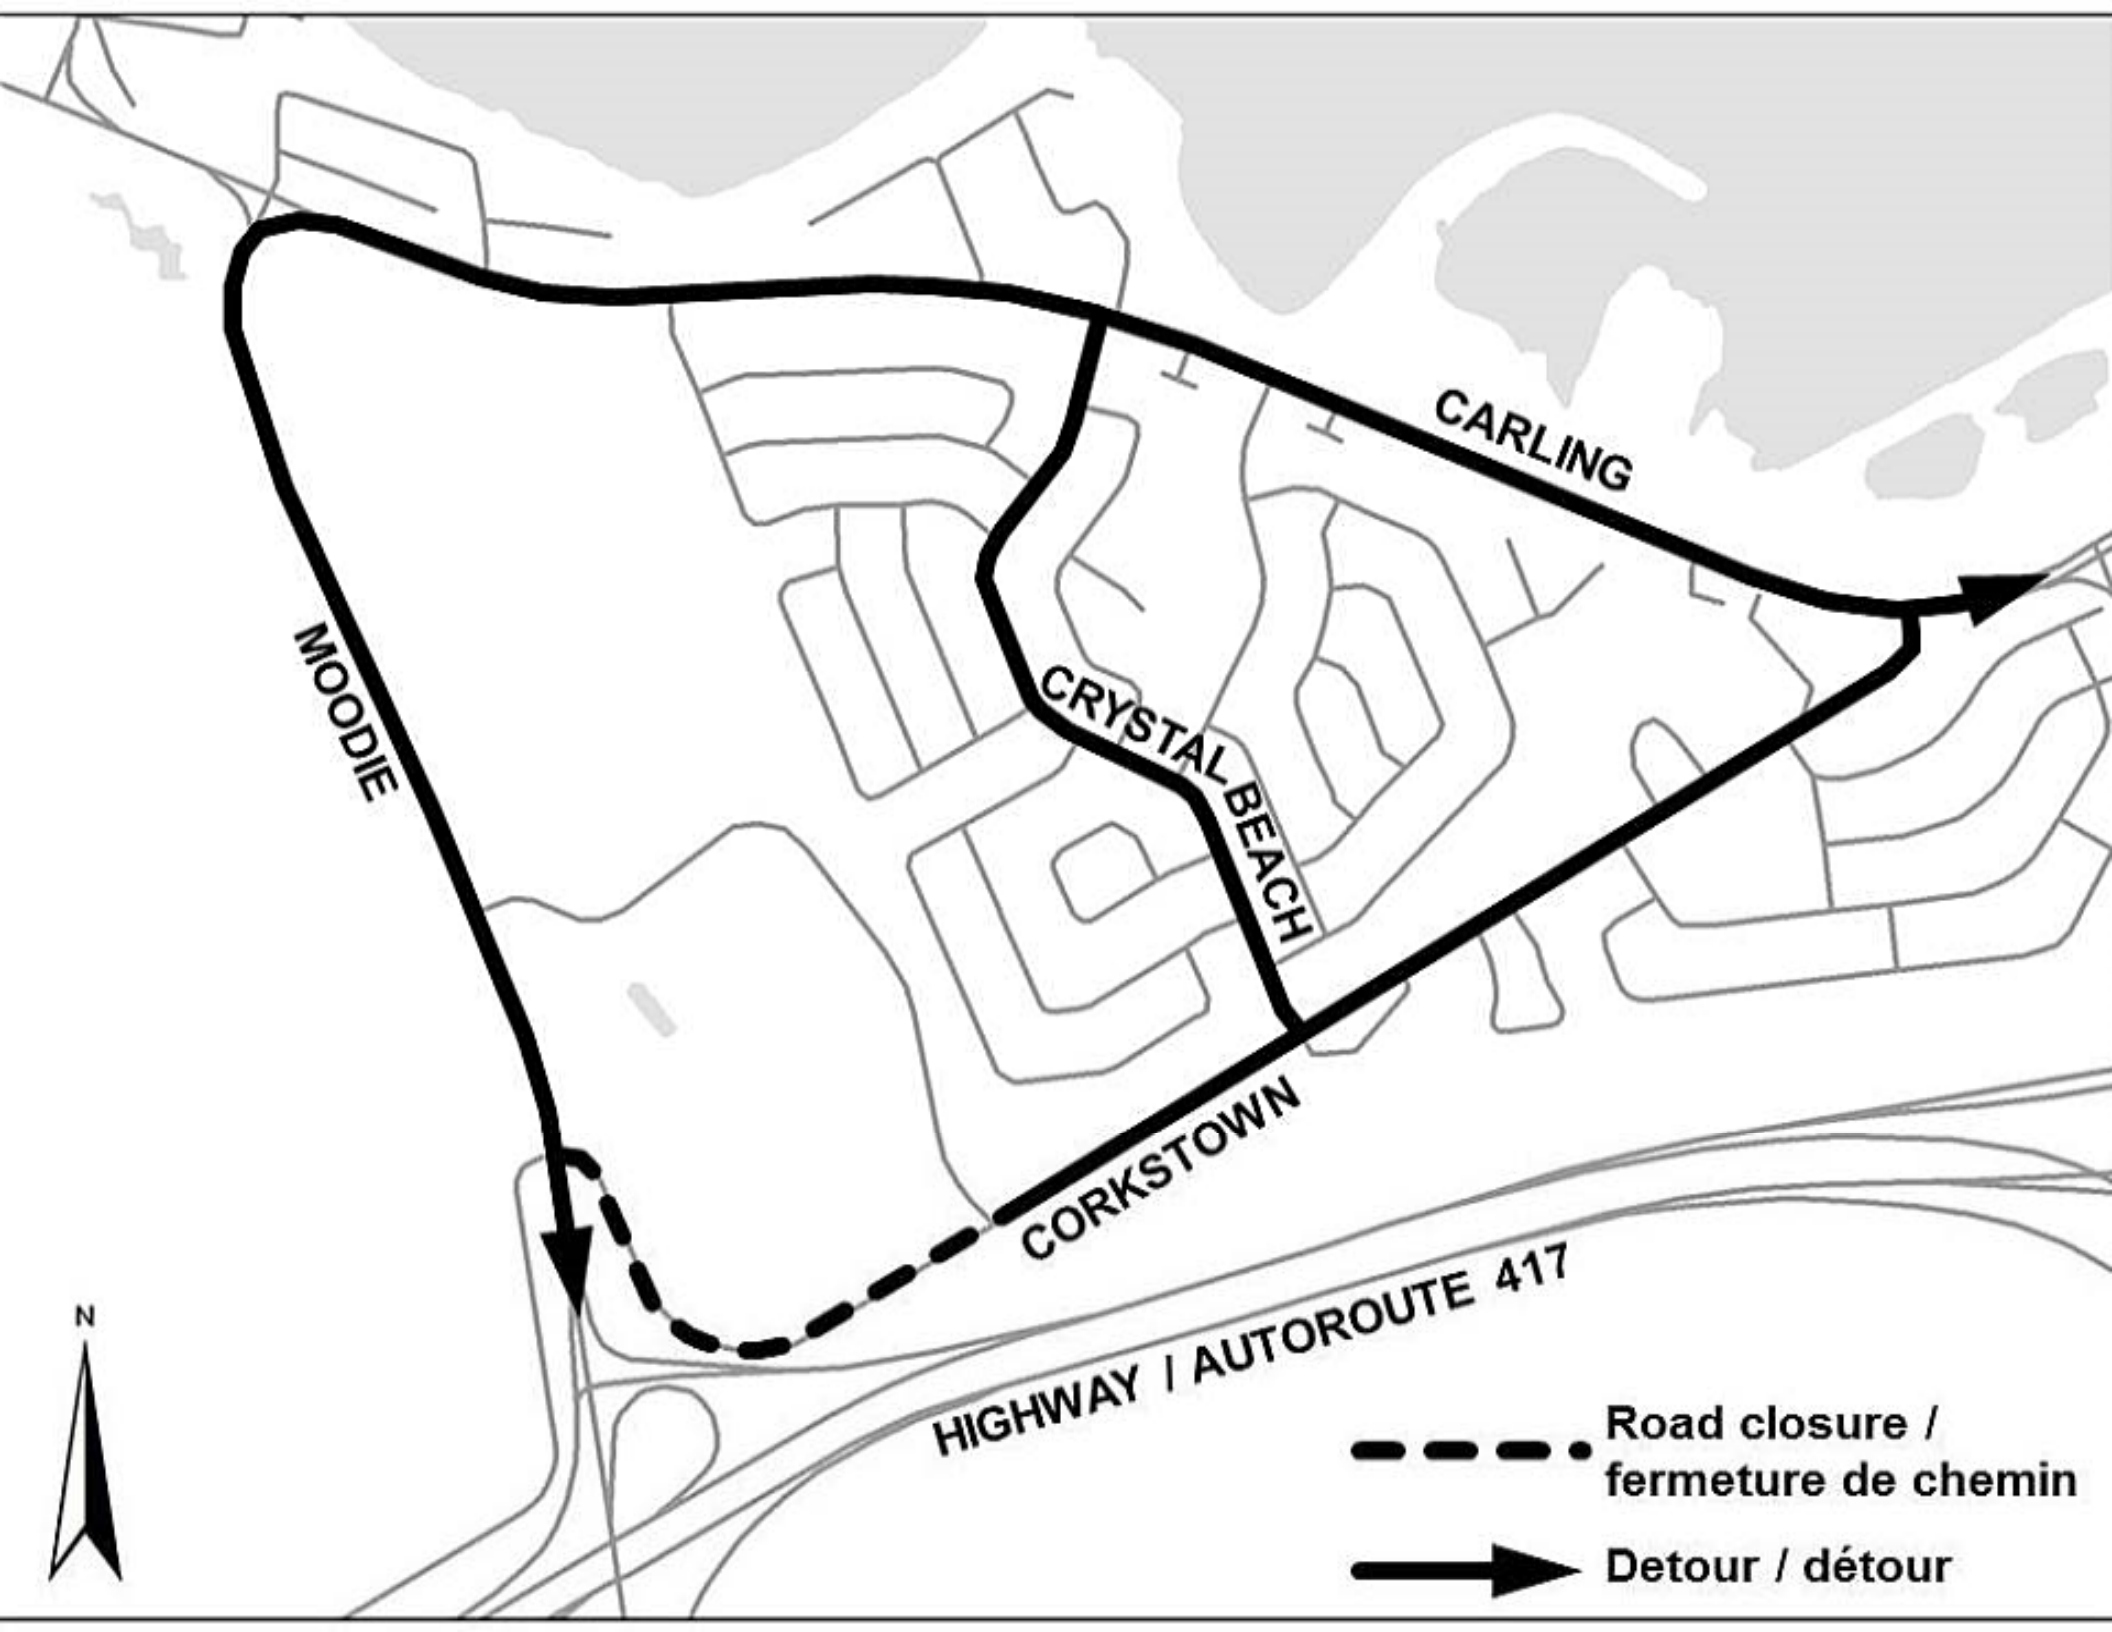 CARLING
MOODIE
CRYSTAL BEACH
CORKSTOWN
HIGHWAY / AUTOROUTE 417
N
Road closure /
fermeture de chemin
Detour / détour